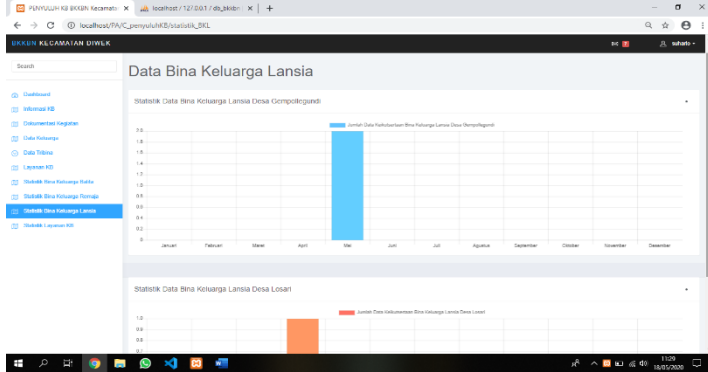 PENYULUH KB BKKBN Kecamatan
localhost / 127.0.0.1 / db_bkkbn
localhost/PA/C_penyuluhKB/statistik_BKL
BKKBN KECAMATAN DIWEK
suharto
Search
Data Bina Keluarga Lansia
Dashboard
Informasi KB
Dokumentasi Kegiatan
Data Keluarga
Data Tribina
Layanan KB
Statistik Bina Keluarga Balita
Statistik Bina Keluarga Remaja
Statistik Bina Keluarga Lansia
Statistik Layanan KB
Statistik Data Bina Keluarga Lansia Desa Gempollegundi
Jumlah Data Keikutsertaan Bina Keluarga Lansia Desa Gempollegundi
2.0
1.8
1.6
1.4
1.2
1.0
0.8
0.6
0.4
0.2
0
Januari Februari Maret April Mei Juni Juli Agustus September Oktober November Desember
Statistik Data Bina Keluarga Lansia Desa Losari
Jumlah Data Keikutsertaan Bina Keluarga Lansia Desa Losari
0.9
0.8
11:29
18/05/2020